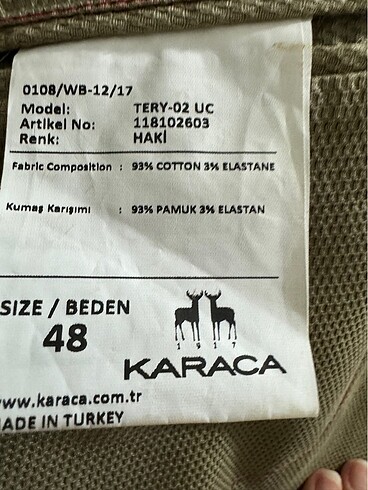 0108/WB-12/17
Model: TERY-02 UC
Artikel No: 118102603
Renk: HAKİ
Fabric Composition : 93% COTTON 3% ELASTANE
Kumaş Karışımı : 93% PAMUK 3% ELASTAN
SIZE / BEDEN
48
1 9 1 7
KARACA
www.karaca.com.tr
MADE IN TURKEY